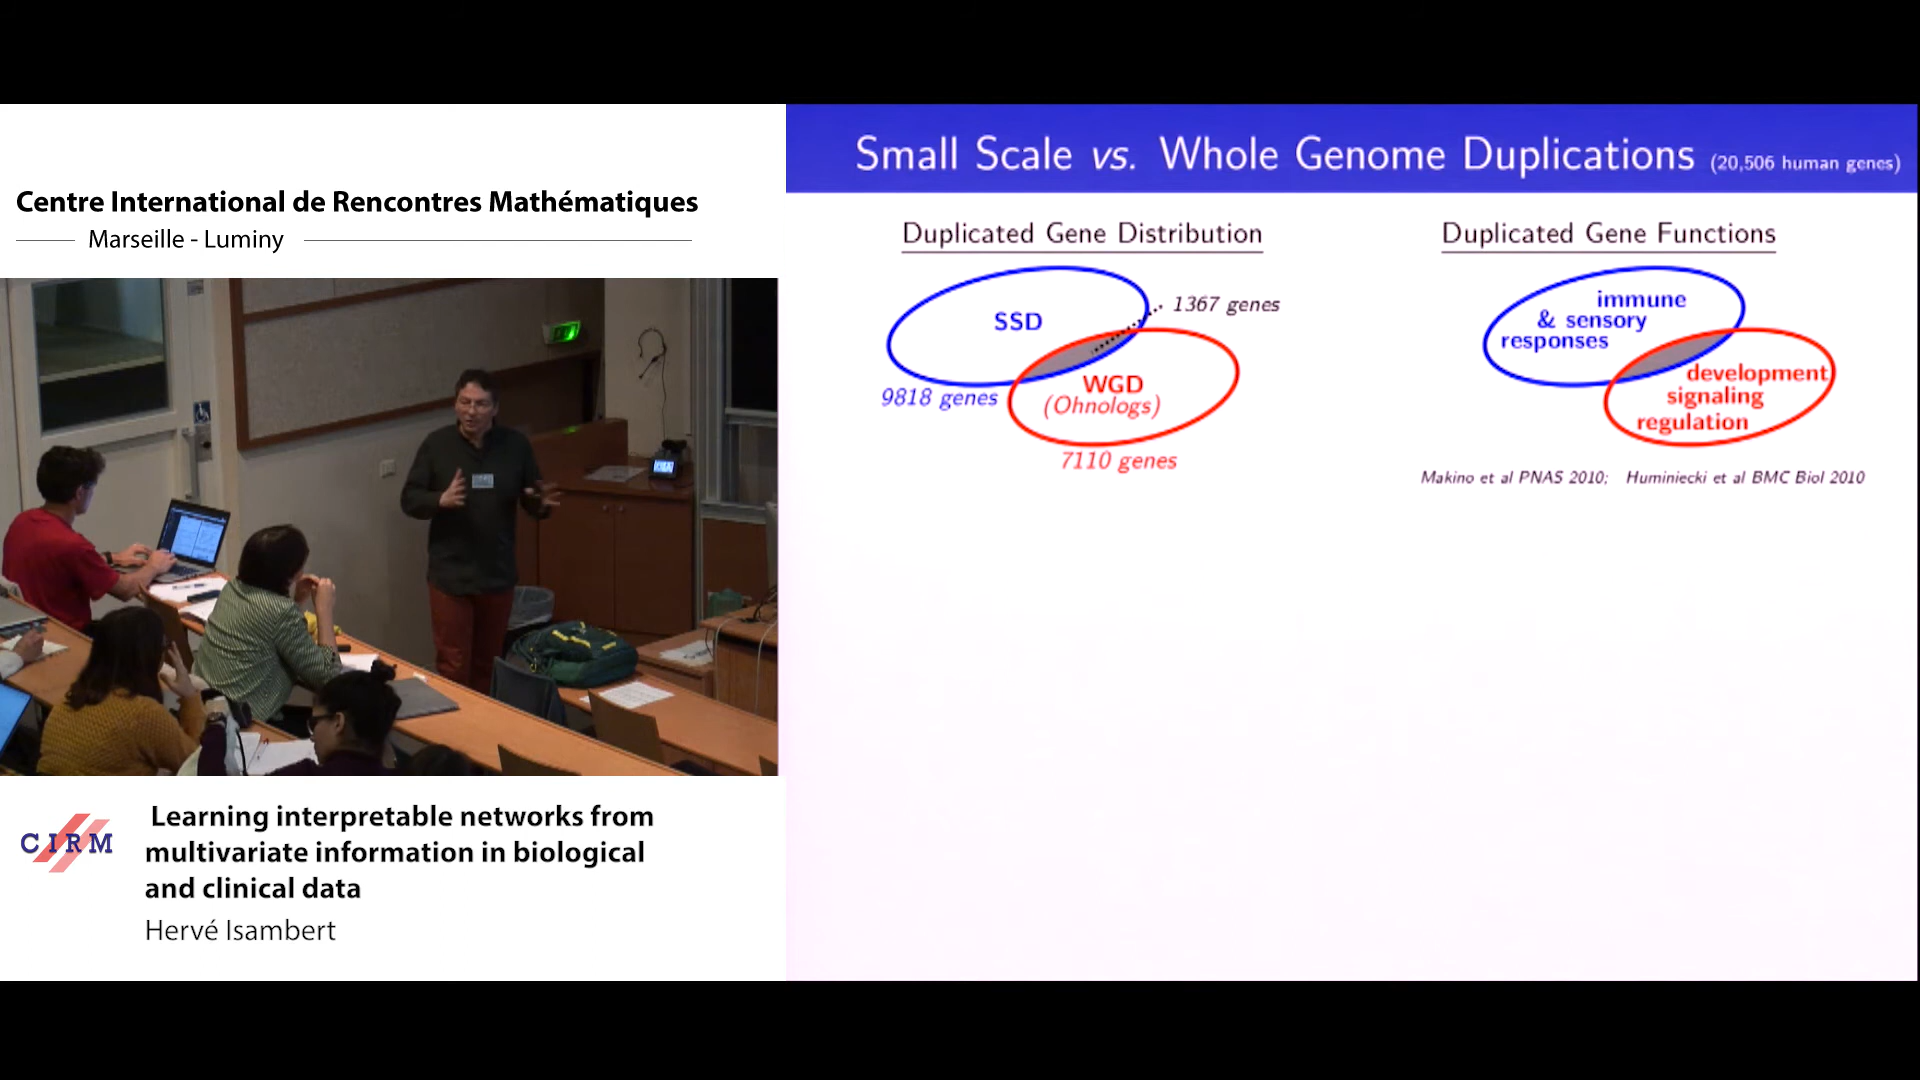 Centre International de Rencontres Mathématiques
Marseille - Luminy
CIRM
Learning interpretable networks from
multivariate information in biological
and clinical data
Hervé Isambert
Small Scale vs. Whole Genome Duplications (20,506 human genes)
Duplicated Gene Distribution
SSD
1367 genes
9818 genes
WGD
(Ohnologs)
7110 genes
Duplicated Gene Functions
immune
& sensory
responses
development
signaling
regulation
Makino et al PNAS 2010; Huminiecki et al BMC Biol 2010